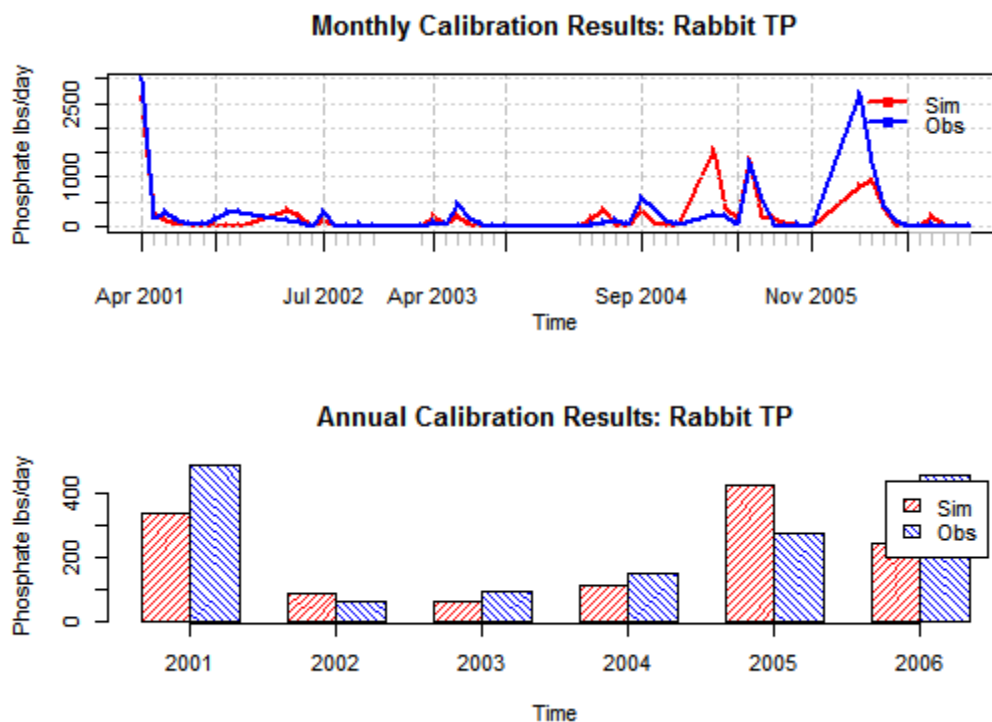 Monthly Calibration Results: Rabbit TP
Phosphate lbs/day
2500
1000
0
Sim
Obs
Apr 2001
Jul 2002
Apr 2003
Sep 2004
Nov 2005
Time
Annual Calibration Results: Rabbit TP
Phosphate lbs/day
400
200
0
Sim
Obs
2001
2002
2003
2004
2005
2006
Time